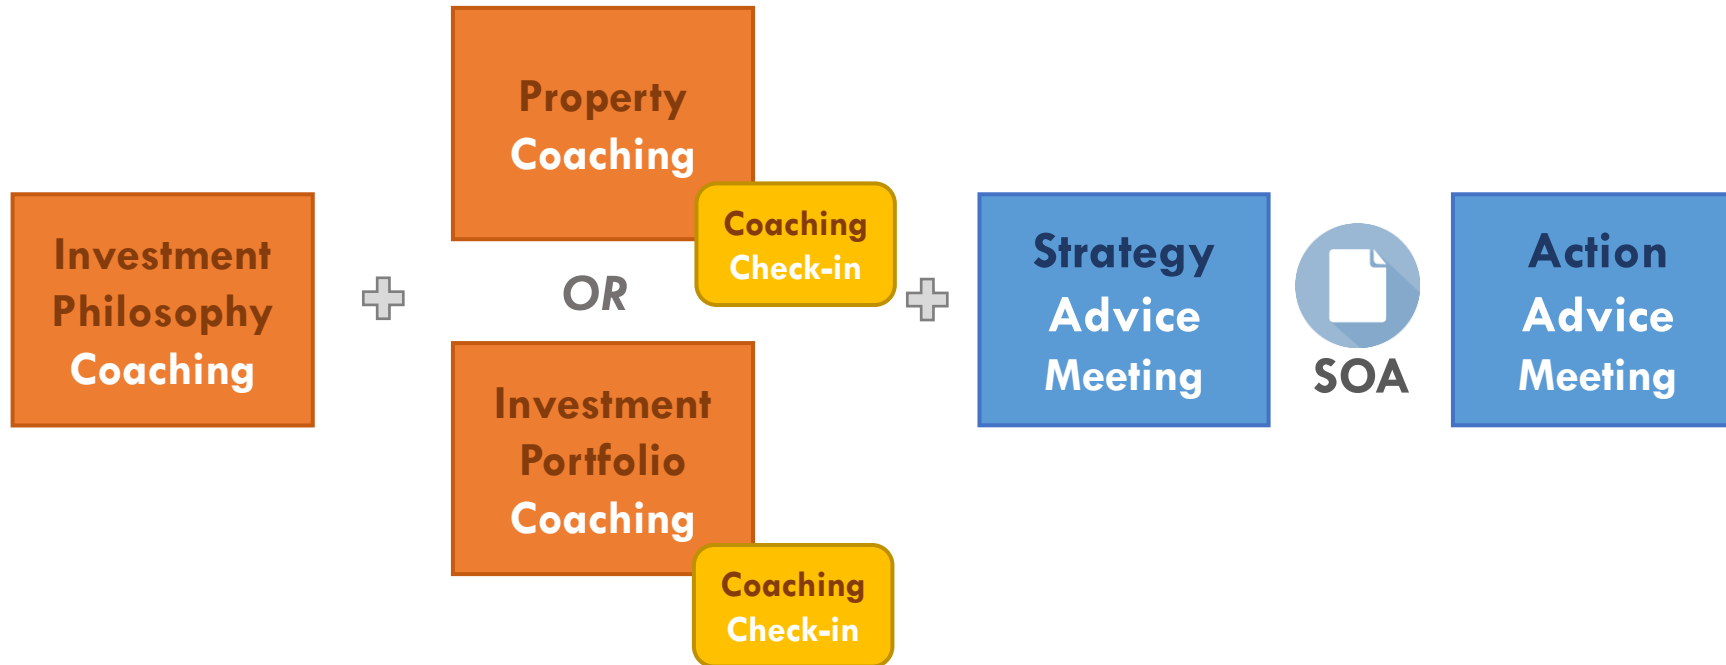 Investment
Philosophy
Coaching
Property
Coaching
Coaching
Check-in
OR
Investment
Portfolio
Coaching
Coaching
Check-in
Strategy
Advice
Meeting
SOA
Action
Advice
Meeting